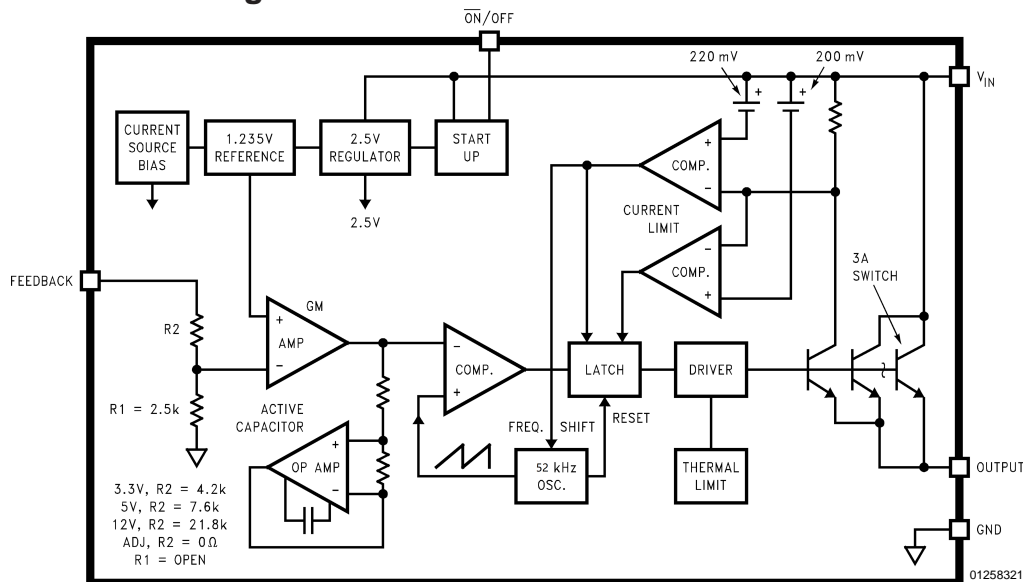 g
ON/OFF
220 mV
200 mV
VIN
CURRENT
SOURCE
BIAS
1.235V
REFERENCE
2.5V
REGULATOR
START
UP
2.5V
+
+
+
COMP.
−
CURRENT
LIMIT
−
COMP.
+
3A
SWITCH
FEEDBACK
R2
R1 = 2.5k
GM
+
AMP
−
−
COMP.
+
LATCH
DRIVER
ACTIVE
CAPACITOR
+
OP AMP
−
FREQ. SHIFT
RESET
52 kHz
OSC.
THERMAL
LIMIT
OUTPUT
GND
3.3V, R2 = 4.2k
5V, R2 = 7.6k
12V, R2 = 21.8k
ADJ, R2 = 0Ω
R1 = OPEN
01258321